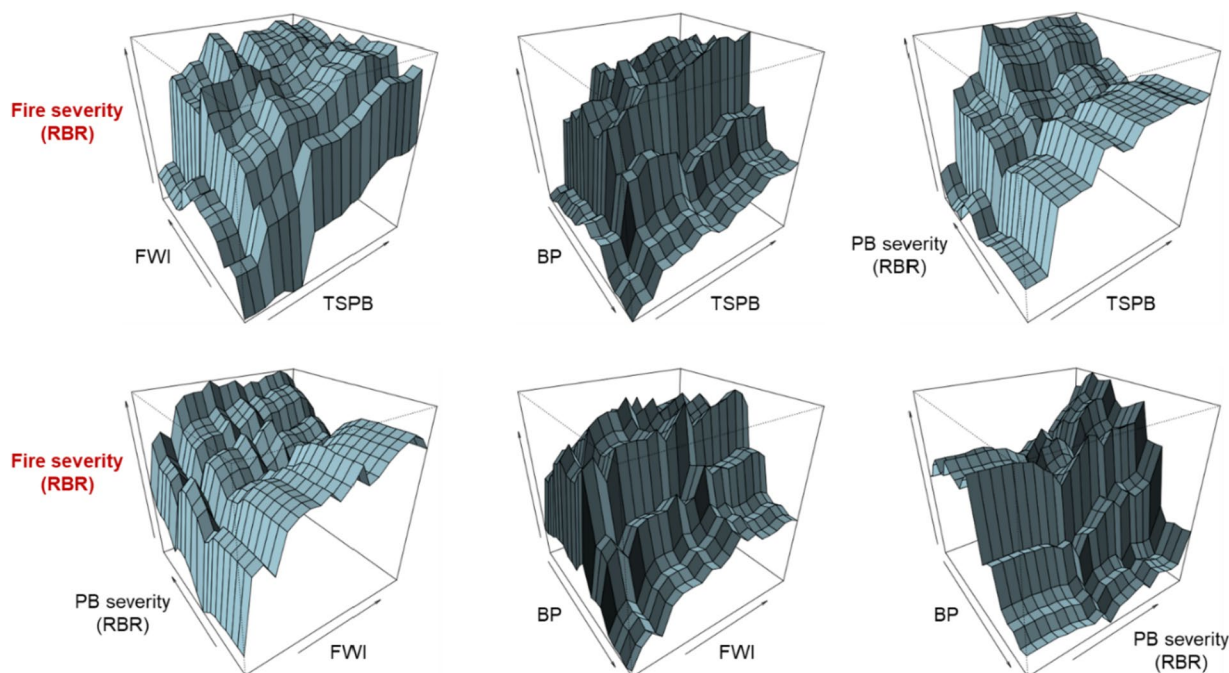 Fire severity
(RBR)
FWI
TSPB
BP
TSPB
PB severity
(RBR)
TSPB
Fire severity
(RBR)
PB severity
(RBR)
FWI
BP
FWI
BP
PB severity
(RBR)